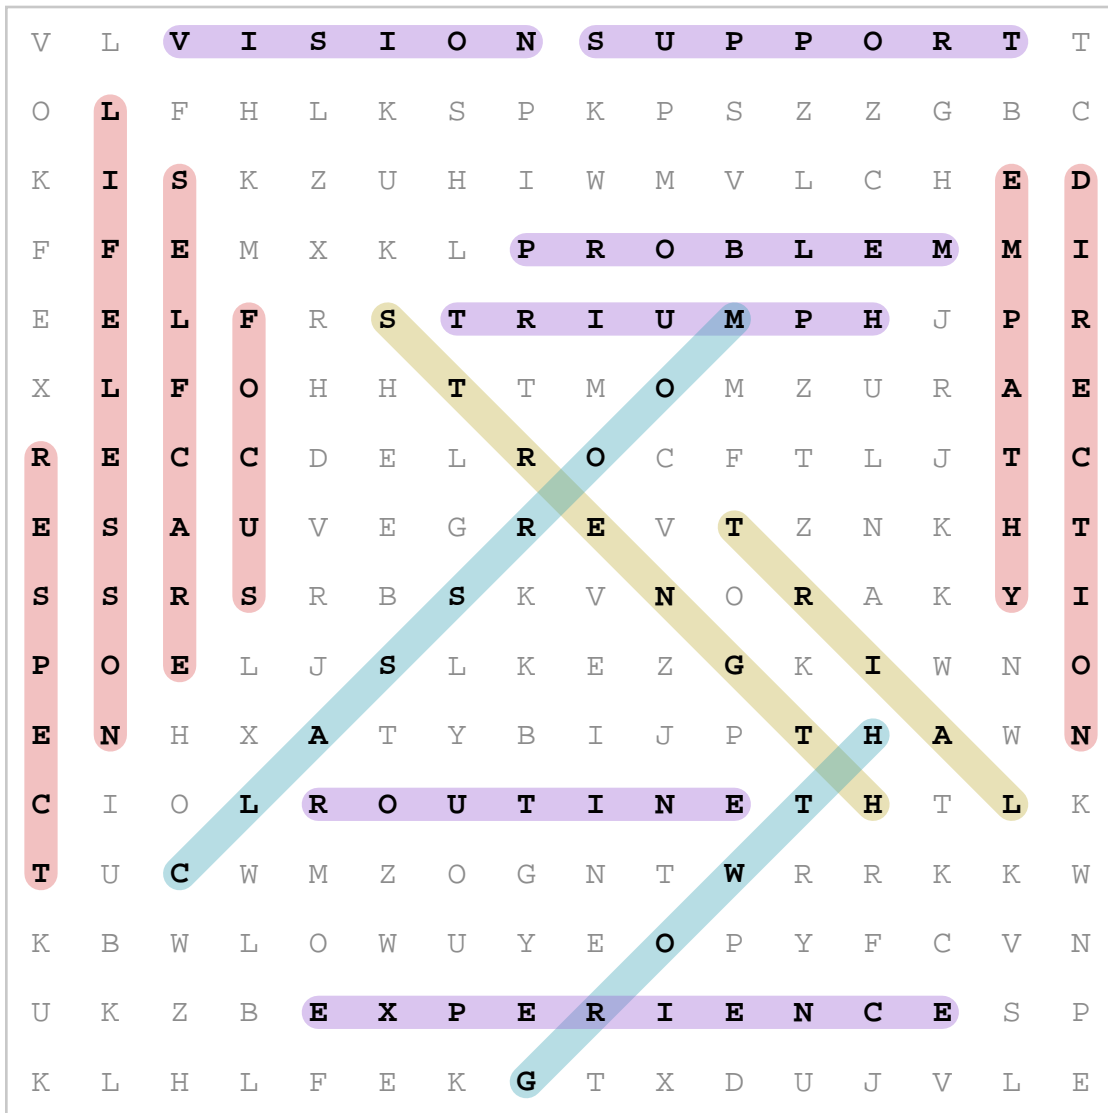 V L V I S I O N S U P P O R T T
O L F H L K S P K P S Z Z G B C
K I S K Z U H I W M V L C H E D
F F E M X K L P R O B L E M M I
E E L F R S T R I U M P H J P R
X L F O H H T T M O M Z U R A E
R E C C D E L R O C F T L J T C
E S A U V E G R E V T Z N K H T
S S R S R B S K V N O R A K Y I
P O E L J S L K E Z G K I W N O
E N H X A T Y B I J P T H A W N
C I O L R O U T I N E T H T L K
T U C W M Z O G N T W R R K K W
K B W L O W U Y E O P Y F C V N
U K Z B E X P E R I E N C E S P
K L H L F E K G T X D U J V L E